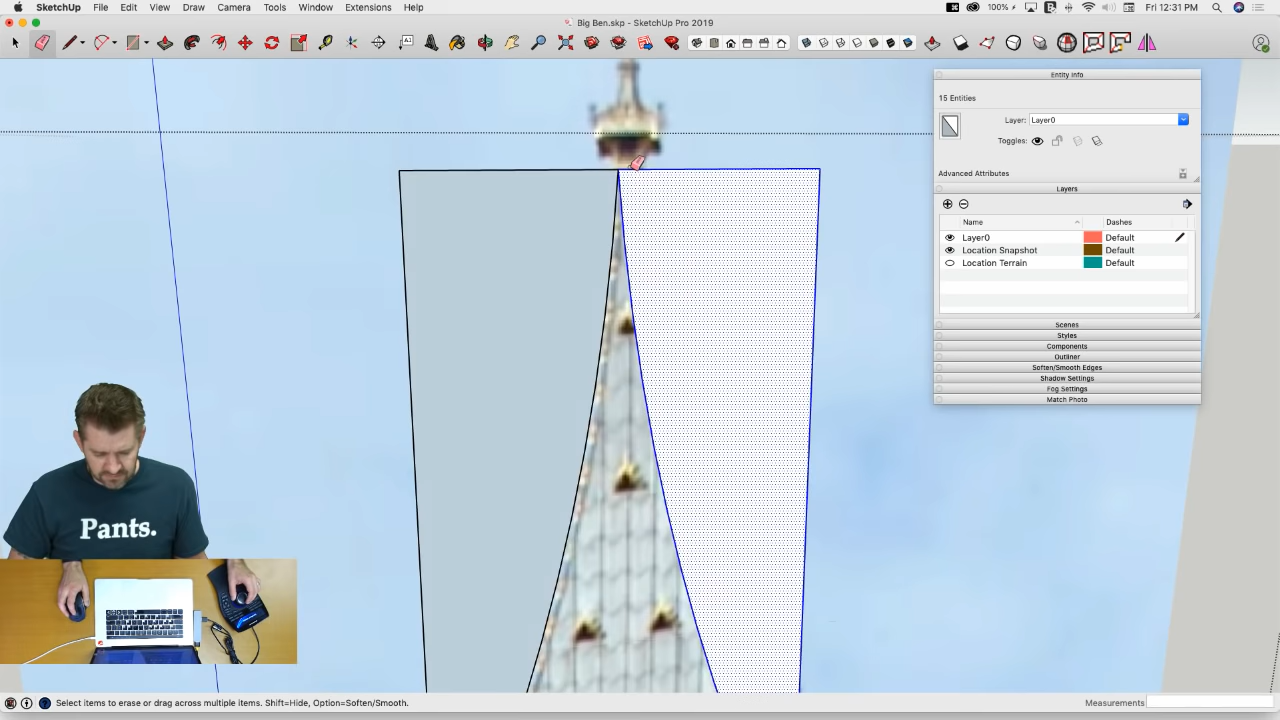 SketchUp File Edit View Draw Camera Tools Window Extensions Help 100% Fri 12:31 PM
Big Ben.skp - SketchUp Pro 2019
Entity Info
15 Entities
Layer: Layer0
Toggles:
Advanced Attributes
Layers
Name Dashes
Layer0 Default
Location Snapshot Default
Location Terrain Default
Scenes
Styles
Components
Outliner
Soften/Smooth Edges
Shadow Settings
Fog Settings
Match Photo
Pants.
Select items to erase or drag across multiple items. Shift=Hide, Option=Soften/Smooth. Measurements